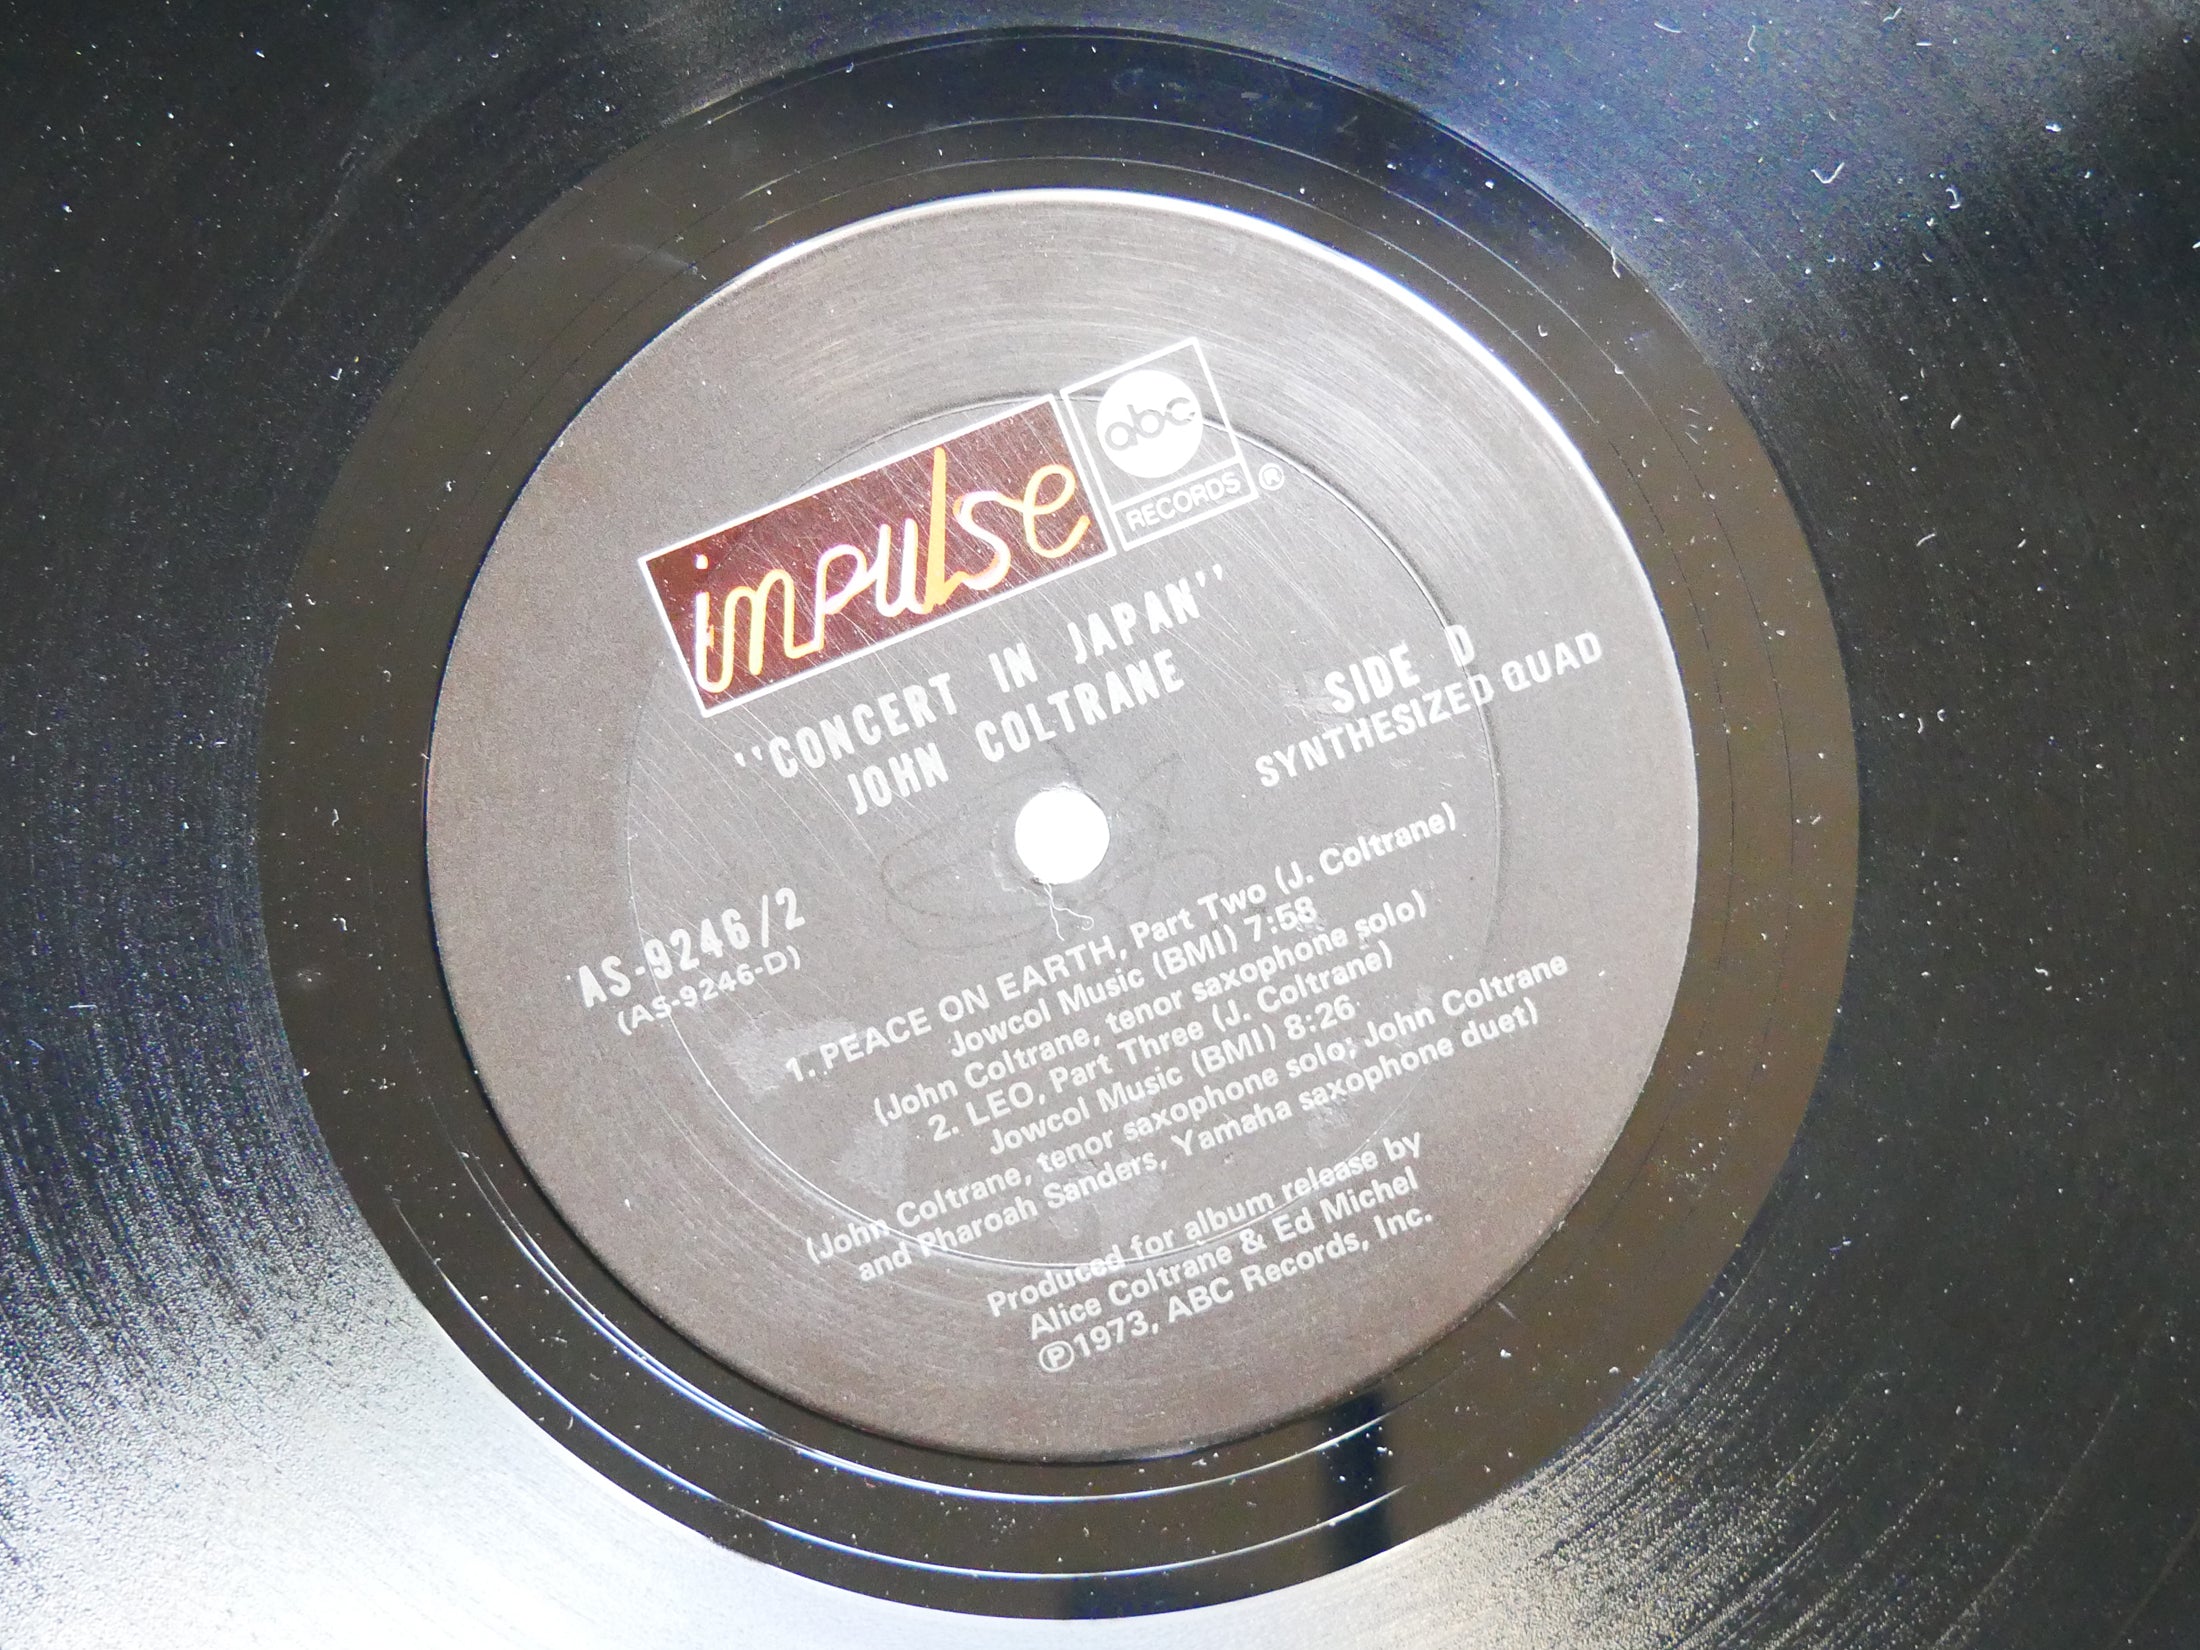 impulse
abc
RECORDS ®
"CONCERT IN JAPAN"
JOHN COLTRANE
SIDE D
SYNTHESIZED QUAD
AS-9246/2
(AS-9246-D)
1. PEACE ON EARTH, Part Two (J. Coltrane)
Jowcol Music (BMI) 7:58
(John Coltrane, tenor saxophone solo)
2. LEO, Part Three (J. Coltrane)
Jowcol Music (BMI) 8:26
(John Coltrane, tenor saxophone solo; John Coltrane
and Pharoah Sanders, Yamaha saxophone duet)
Produced for album release by
Alice Coltrane & Ed Michel
℗1973, ABC Records, Inc.